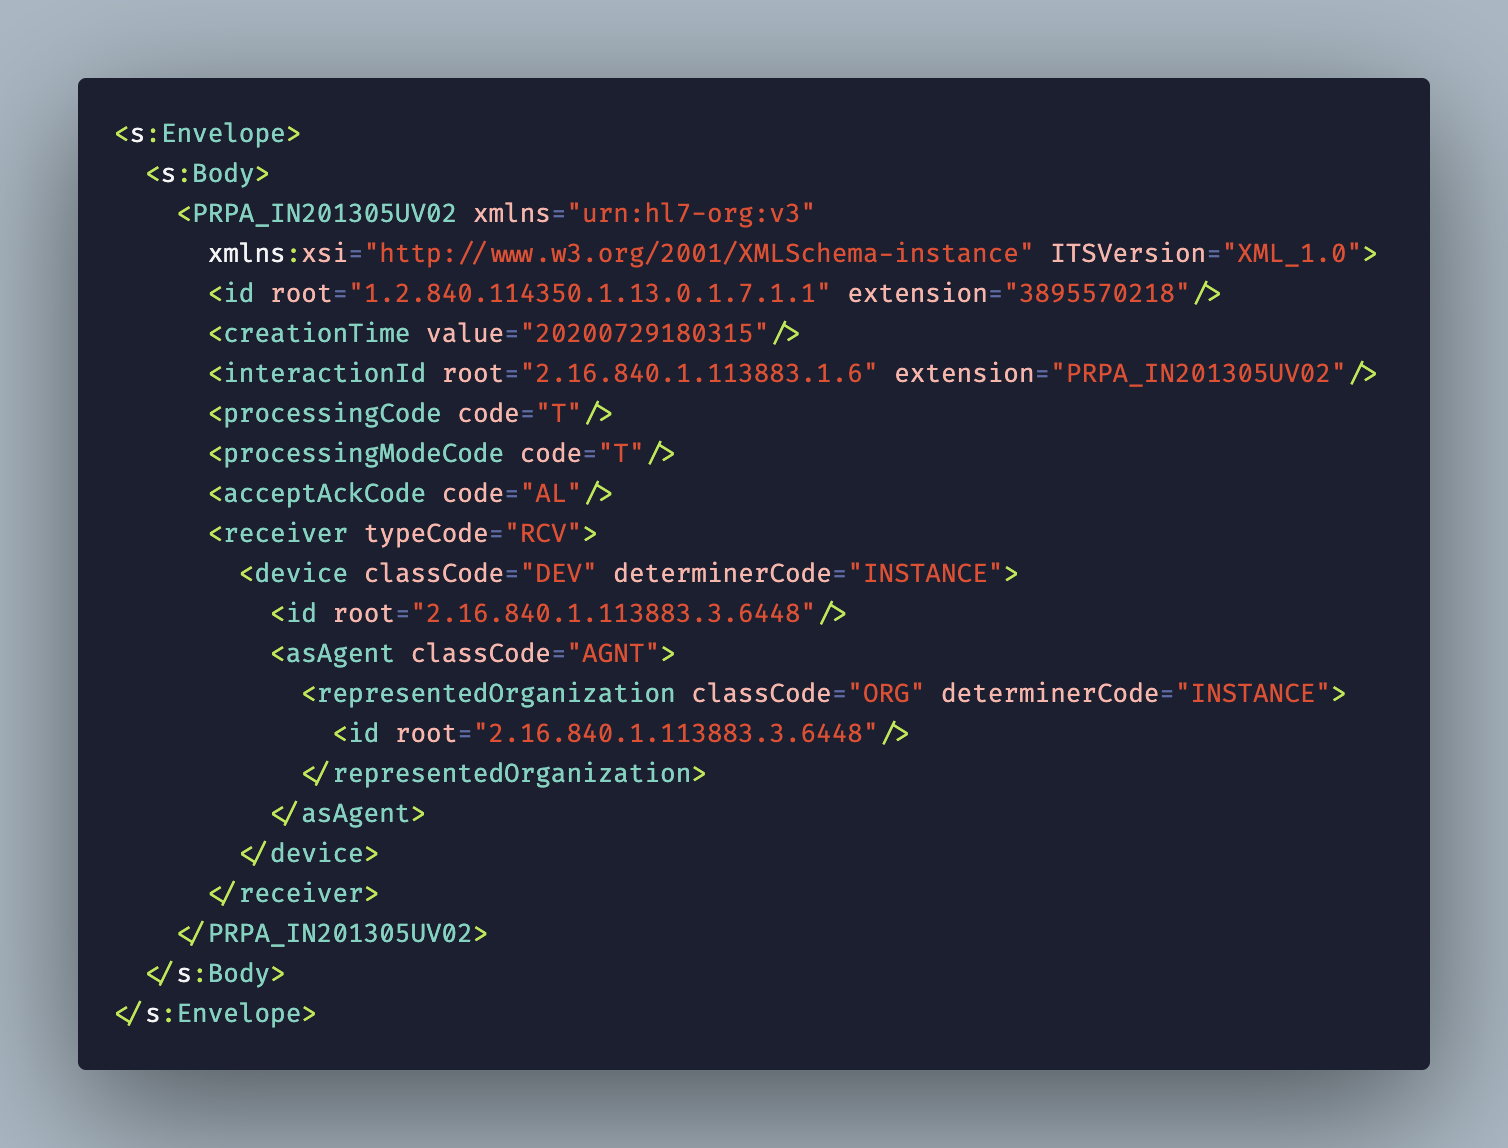 <s:Envelope>
  <s:Body>
    <PRPA_IN201305UV02 xmlns="urn:hl7-org:v3"
      xmlns:xsi="http://www.w3.org/2001/XMLSchema-instance" ITSVersion="XML_1.0">
      <id root="1.2.840.114350.1.13.0.1.7.1.1" extension="3895570218"/>
      <creationTime value="20200729180315"/>
      <interactionId root="2.16.840.1.113883.1.6" extension="PRPA_IN201305UV02"/>
      <processingCode code="T"/>
      <processingModeCode code="T"/>
      <acceptAckCode code="AL"/>
      <receiver typeCode="RCV">
        <device classCode="DEV" determinerCode="INSTANCE">
          <id root="2.16.840.1.113883.3.6448"/>
          <asAgent classCode="AGNT">
            <representedOrganization classCode="ORG" determinerCode="INSTANCE">
              <id root="2.16.840.1.113883.3.6448"/>
            </representedOrganization>
          </asAgent>
        </device>
      </receiver>
    </PRPA_IN201305UV02>
  </s:Body>
</s:Envelope>